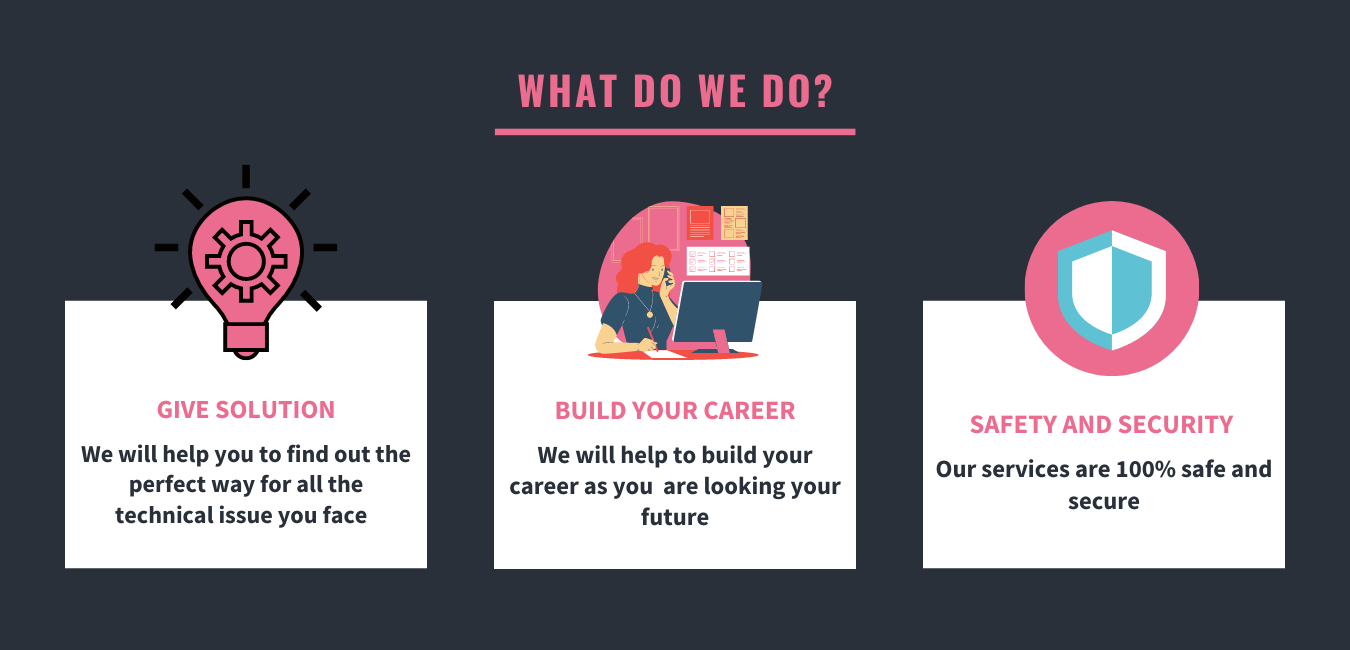 WHAT DO WE DO?
GIVE SOLUTION
We will help you to find out the
perfect way for all the
technical issue you face
BUILD YOUR CAREER
We will help to build your
career as you  are looking your
future
SAFETY AND SECURITY
Our services are 100% safe and
secure